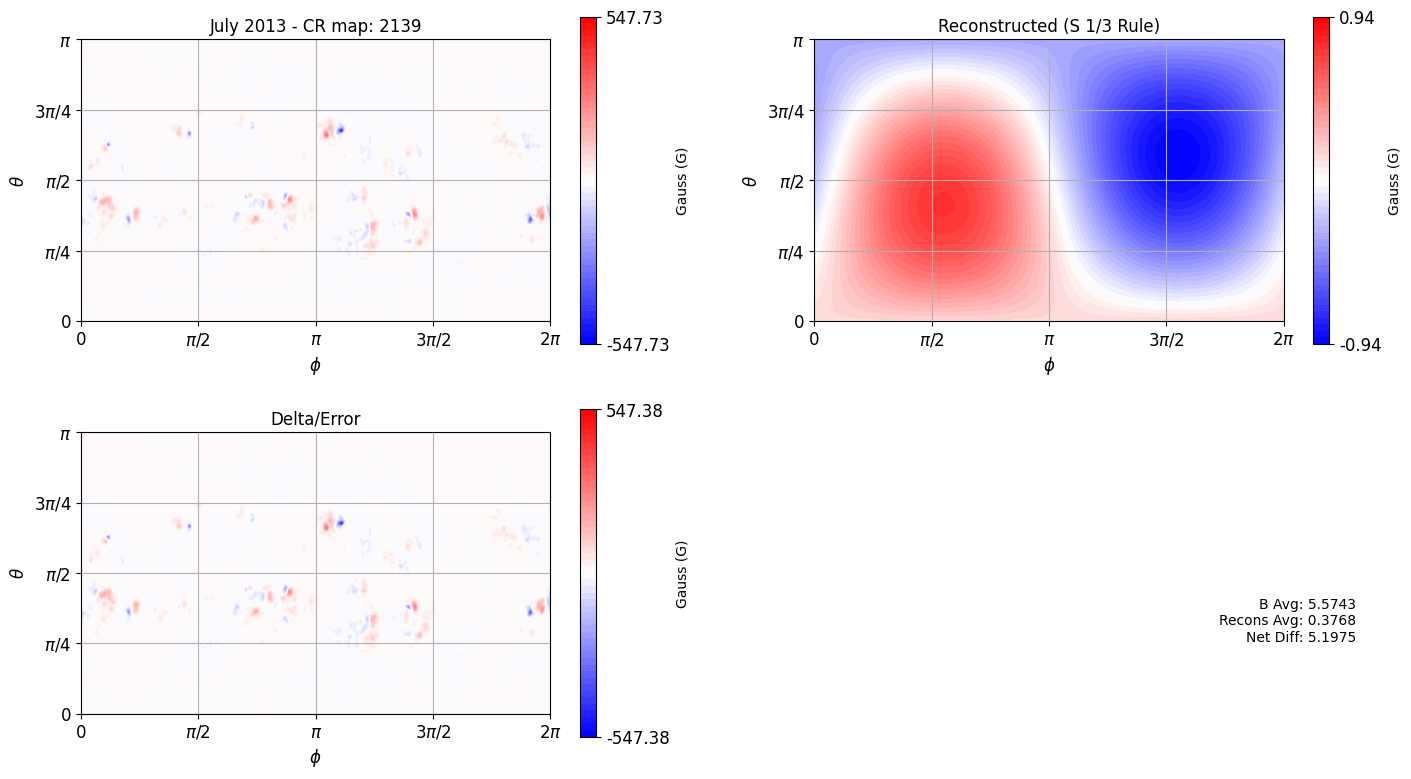 July 2013 - CR map: 2139
π
3π/4
π/2
π/4
0
θ
0
π/2
π
3π/2
2π
ϕ
547.73
-547.73
Gauss (G)
Reconstructed (S 1/3 Rule)
π
3π/4
π/2
π/4
0
θ
0
π/2
π
3π/2
2π
ϕ
0.94
-0.94
Gauss (G)
Delta/Error
π
3π/4
π/2
π/4
0
θ
0
π/2
π
3π/2
2π
ϕ
547.38
-547.38
Gauss (G)
B Avg: 5.5743
Recons Avg: 0.3768
Net Diff: 5.1975